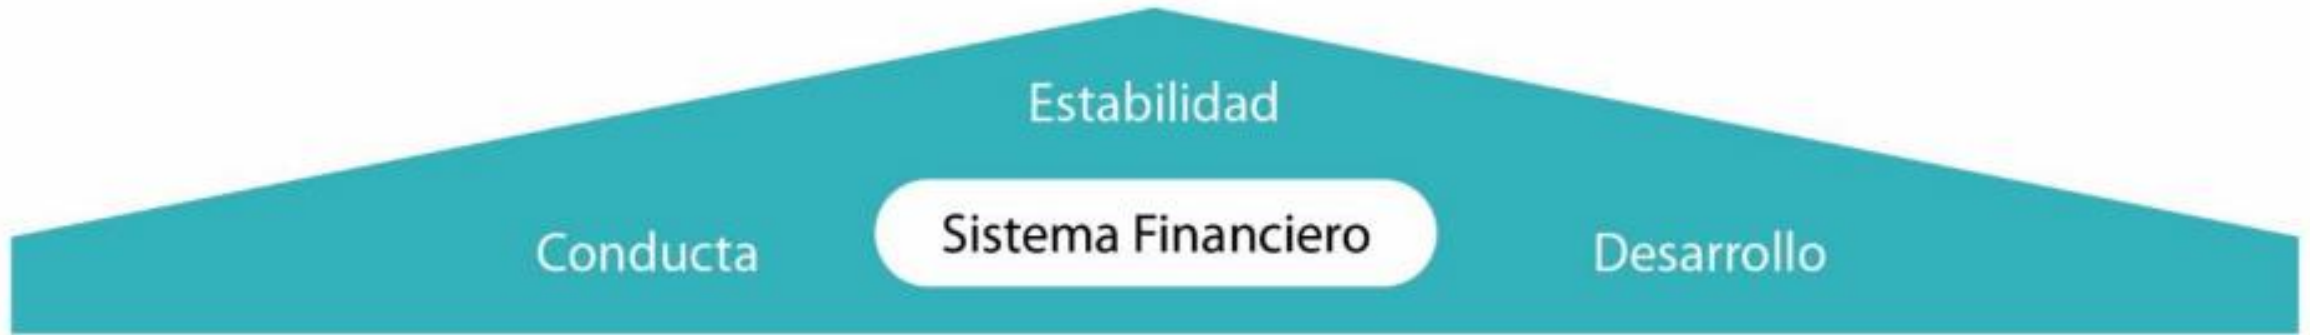 Estabilidad
Sistema Financiero
Conducta
Desarrollo